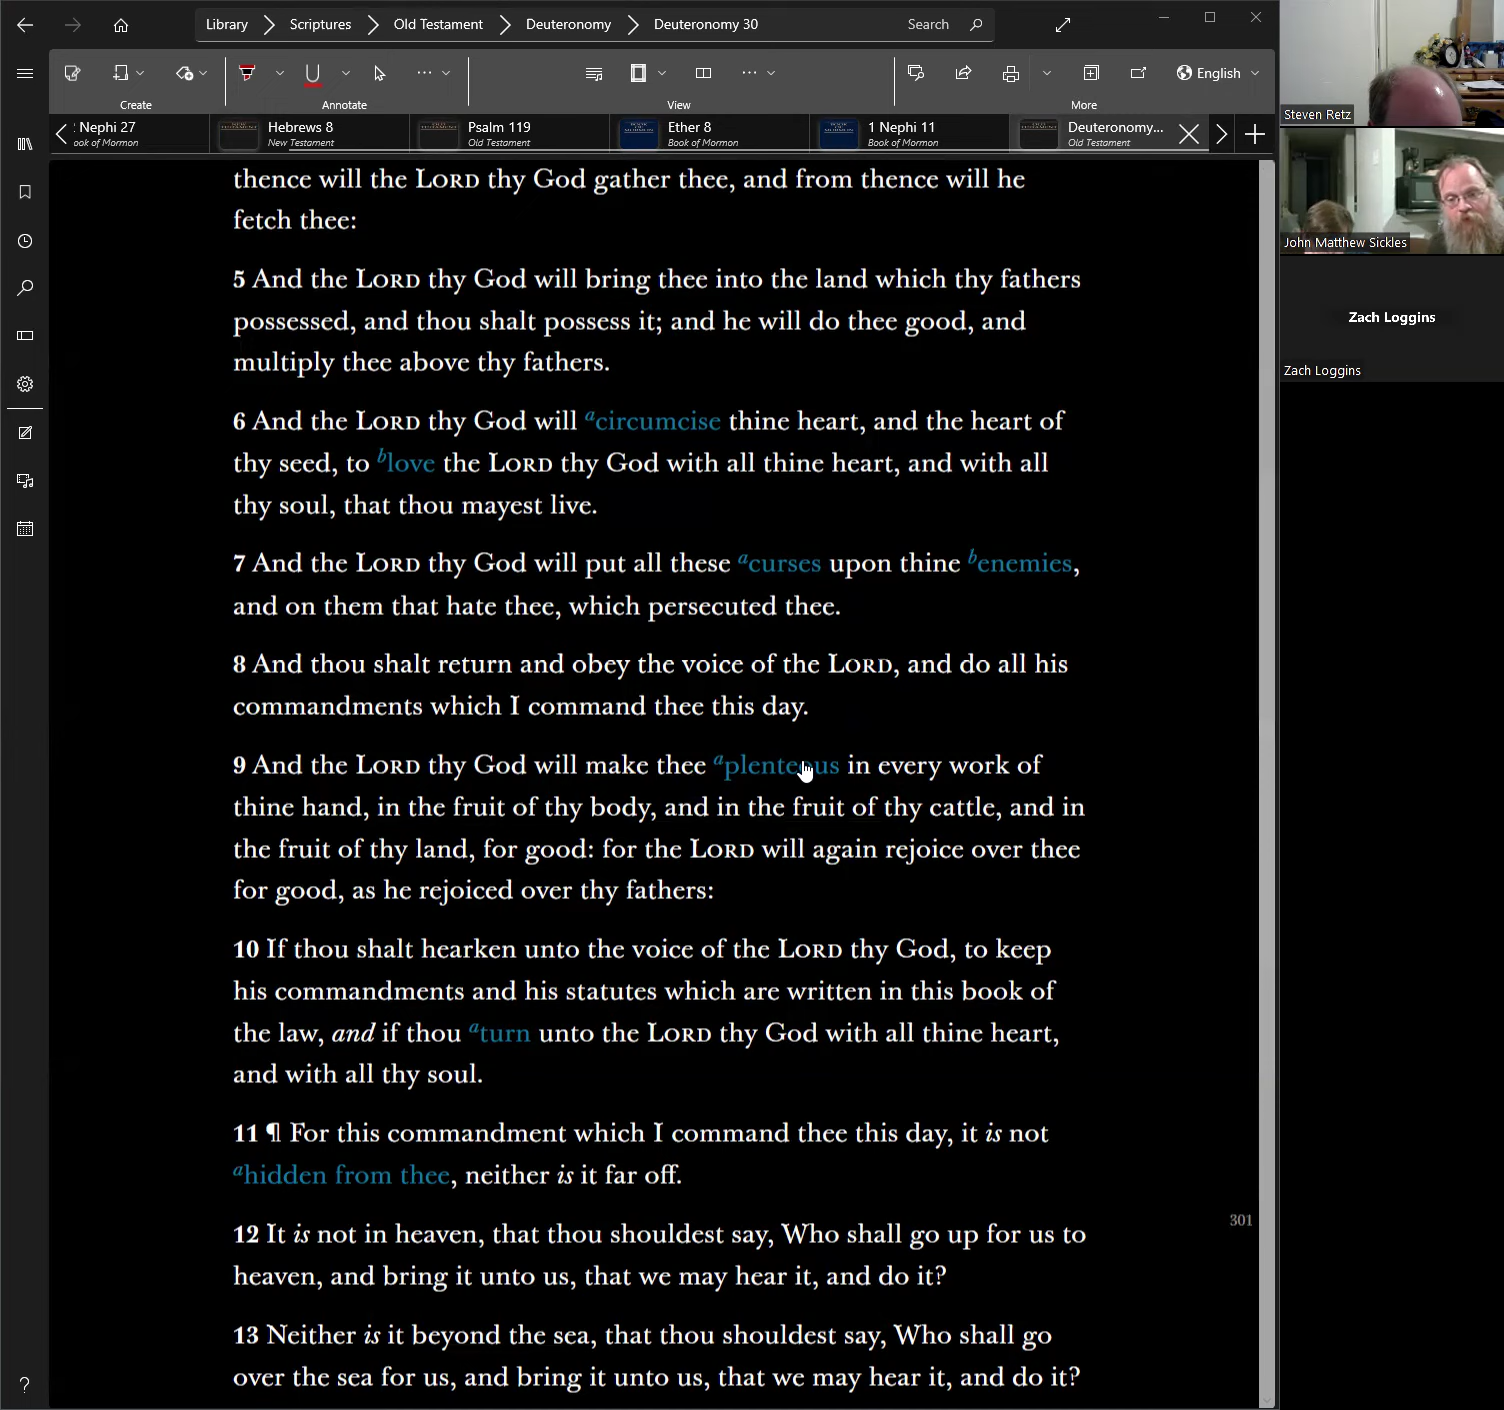 Library
Scriptures
Old Testament
Deuteronomy
Deuteronomy 30
Search
English
Create
Annotate
View
More
Nephi 27
ook of Mormon
Hebrews 8
New Testament
Psalm 119
Old Testament
Ether 8
Book of Mormon
1 Nephi 11
Book of Mormon
Deuteronomy...
Old Testament
thence will the LORD thy God gather thee, and from thence will he
fetch thee:
5 And the LORD thy God will bring thee into the land which thy fathers
possessed, and thou shalt possess it; and he will do thee good, and
multiply thee above thy fathers.
6 And the LORD thy God will a circumcise thine heart, and the heart of
thy seed, to b love the LORD thy God with all thine heart, and with all
thy soul, that thou mayest live.
7 And the LORD thy God will put all these a curses upon thine b enemies,
and on them that hate thee, which persecuted thee.
8 And thou shalt return and obey the voice of the LORD, and do all his
commandments which I command thee this day.
9 And the LORD thy God will make thee a plenteous in every work of
thine hand, in the fruit of thy body, and in the fruit of thy cattle, and in
the fruit of thy land, for good: for the LORD will again rejoice over thee
for good, as he rejoiced over thy fathers:
10 If thou shalt hearken unto the voice of the LORD thy God, to keep
his commandments and his statutes which are written in this book of
the law, and if thou a turn unto the LORD thy God with all thine heart,
and with all thy soul.
11 ¶ For this commandment which I command thee this day, it is not
a hidden from thee, neither is it far off.
12 It is not in heaven, that thou shouldest say, Who shall go up for us to
heaven, and bring it unto us, that we may hear it, and do it?
13 Neither is it beyond the sea, that thou shouldest say, Who shall go
over the sea for us, and bring it unto us, that we may hear it, and do it?
301
Steven Retz
John Matthew Sickles
Zach Loggins
Zach Loggins